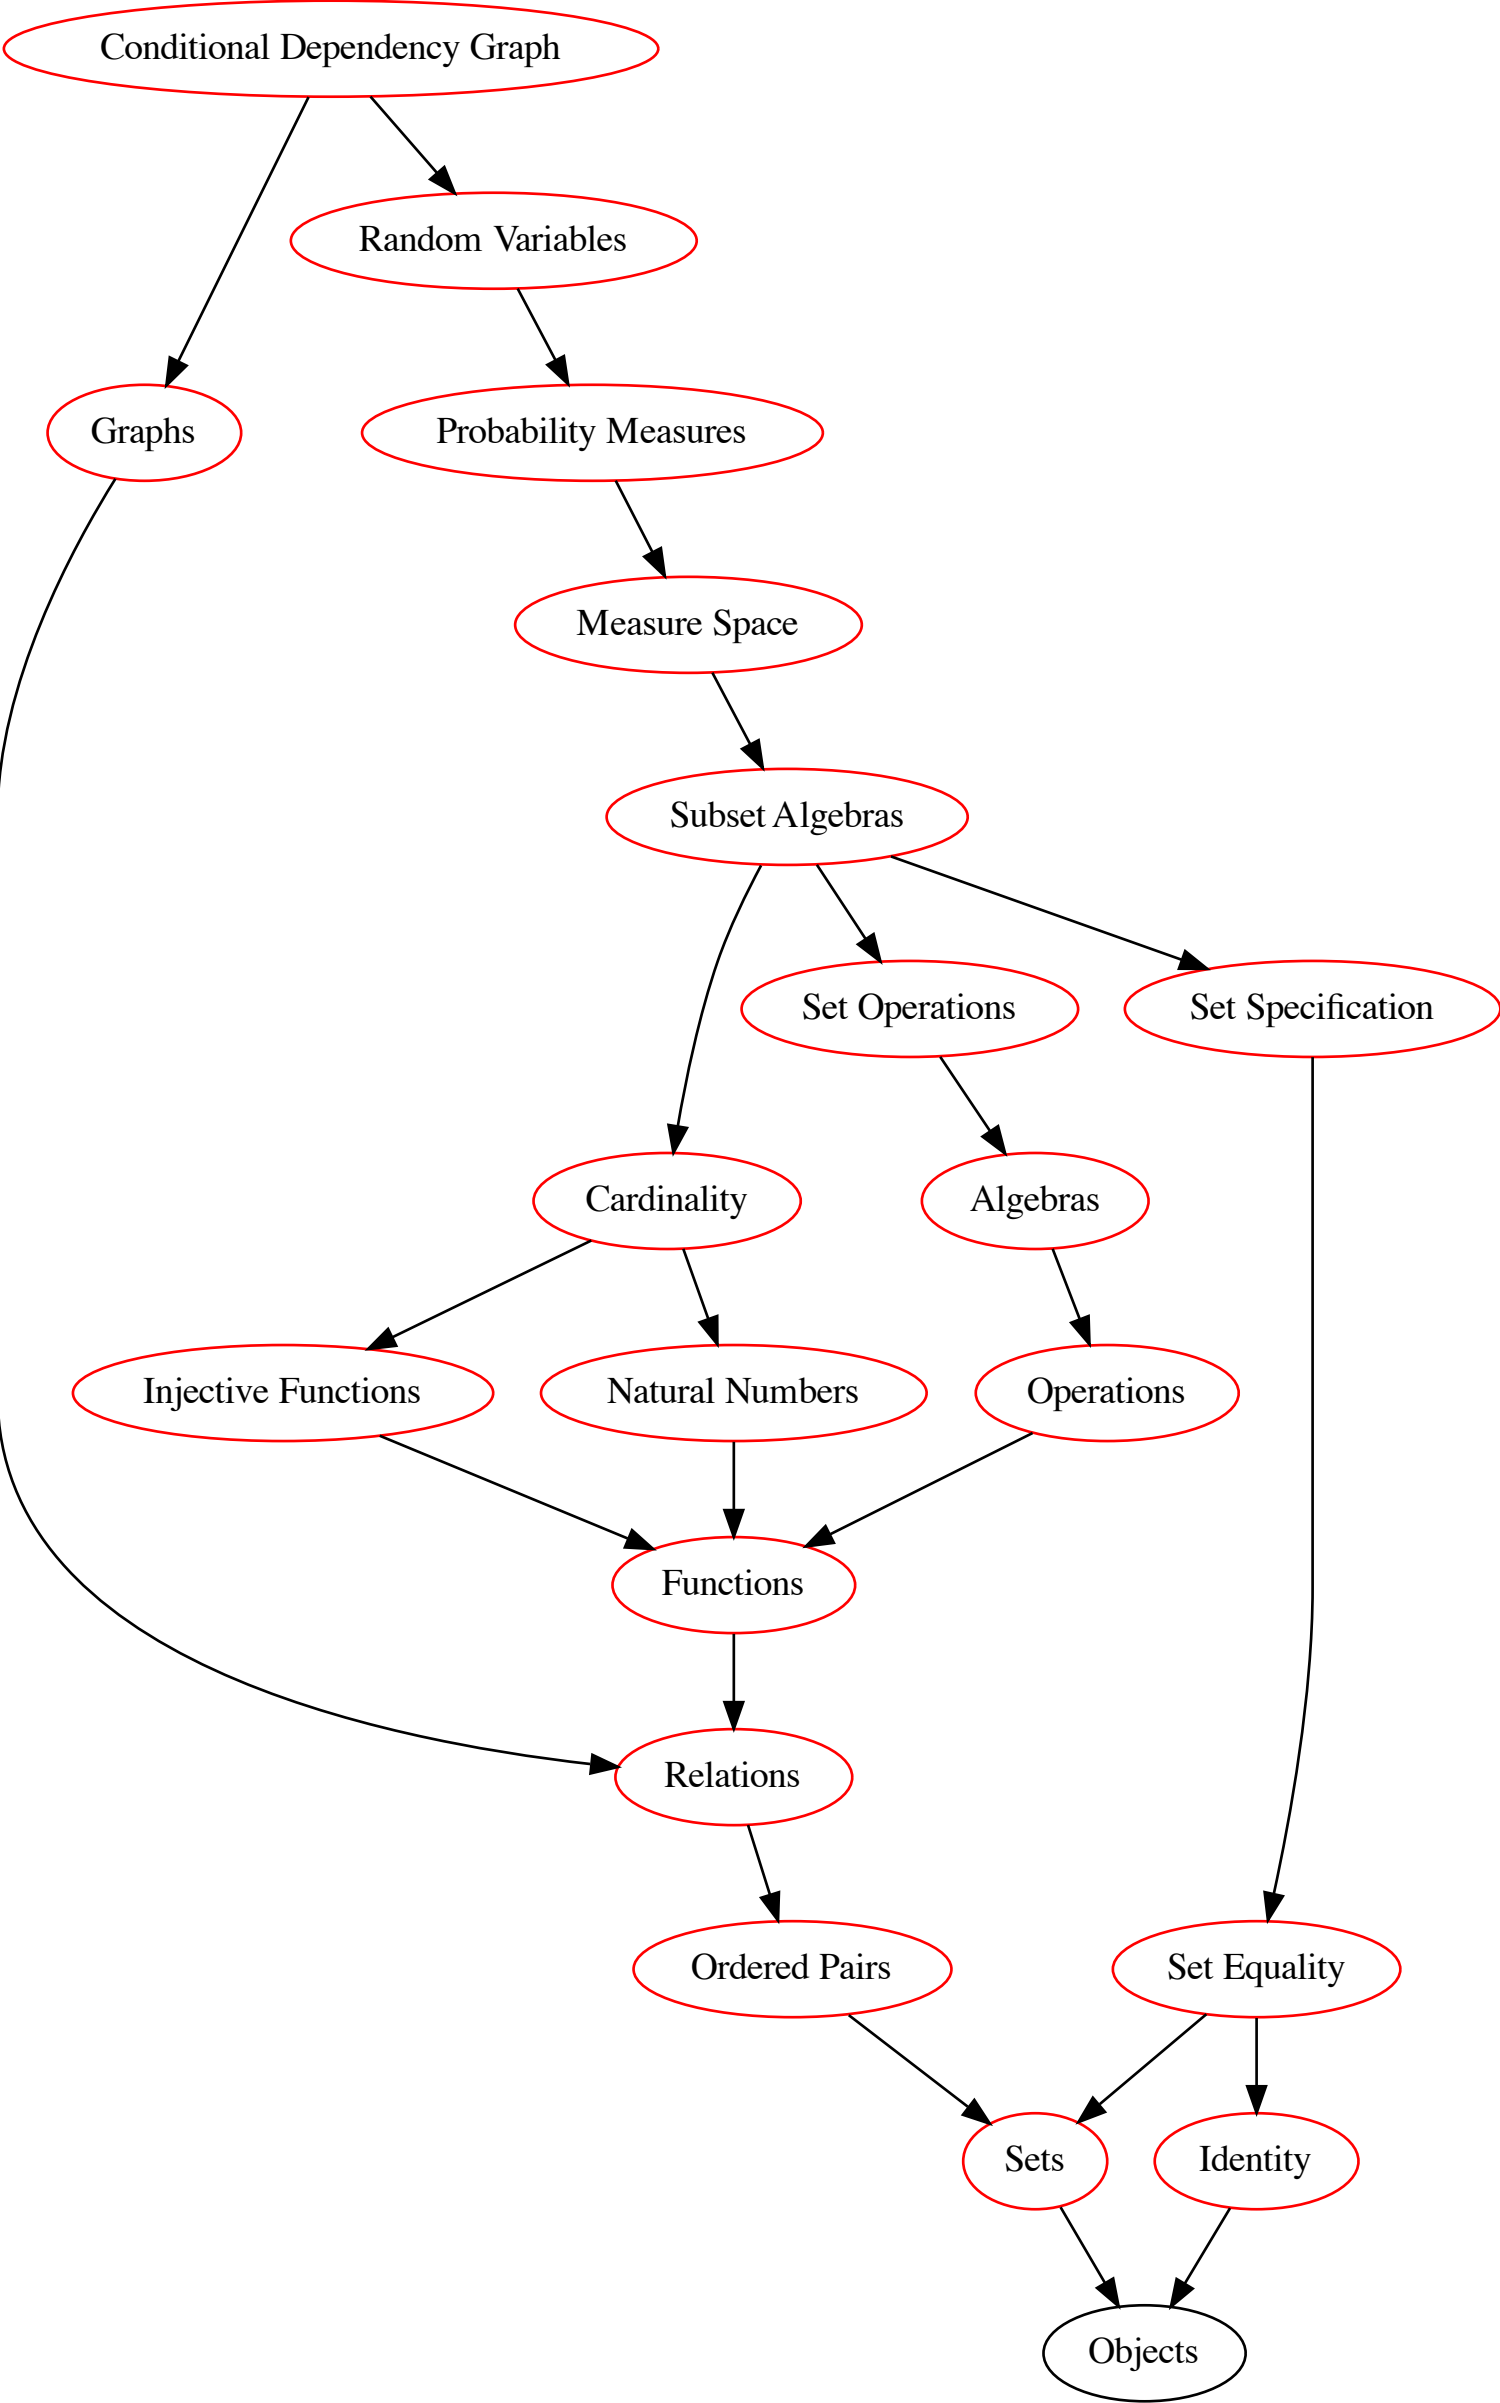 Conditional Dependency Graph
Random Variables
Graphs
Probability Measures
Measure Space
Subset Algebras
Set Operations
Set Specification
Cardinality
Algebras
Injective Functions
Natural Numbers
Operations
Functions
Relations
Ordered Pairs
Set Equality
Sets
Identity
Objects